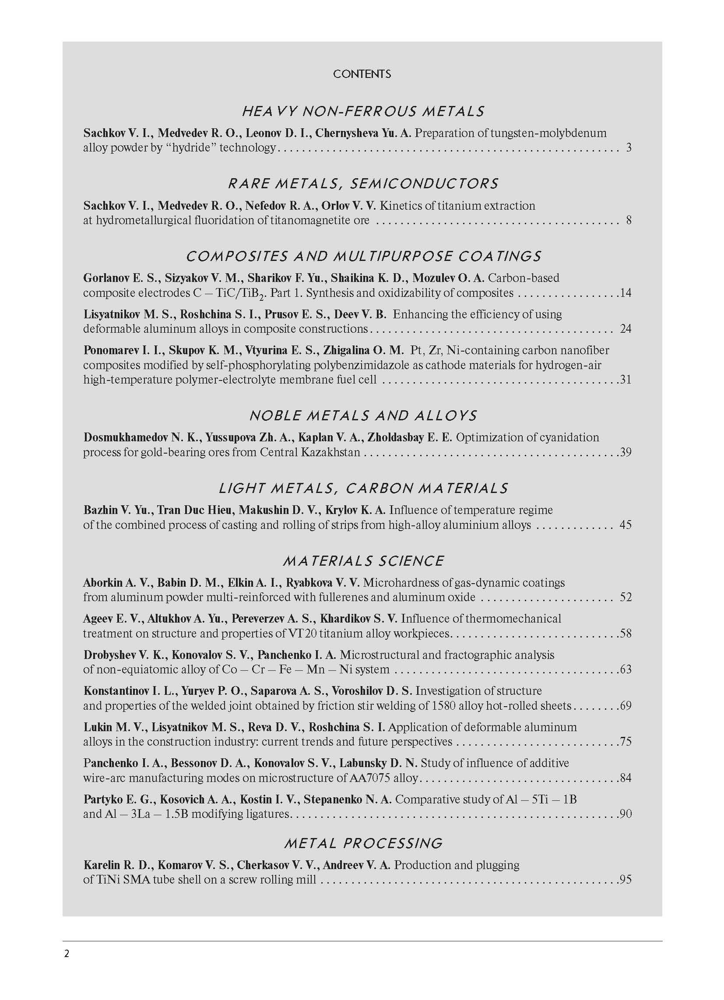 CONTENTS
HEAVY NON-FERROUS METALS
Sachkov V. I., Medvedev R. O., Leonov D. I., Chernysheva Yu. A. Preparation of tungsten-molybdenum
alloy powder by “hydride” technology. . . . . . . . . . . . . . . . . . . . . . . . . . . . . . 3
RARE METALS, SEMICONDUCTORS
Sachkov V. I., Medvedev R. O., Nefedov R. A., Orlov V. V. Kinetics of titanium extraction
at hydrometallurgical fluoridation of titanomagnetite ore . . . . . . . . . . . . . . . . . . . . 8
COMPOSITES AND MULTIPURPOSE COATINGS
Gorlanov E. S., Sizyakov V. M., Sharikov F. Yu., Shaikina K. D., Mozulev O. A. Carbon-based
composite electrodes C – TiC/TiB₂. Part 1. Synthesis and oxidizability of composites . . . . . . . . . . . . . . . . .14
Lisyatnikov M. S., Roshchina S. I., Prusov E. S., Deev V. B. Enhancing the efficiency of using
deformable aluminum alloys in composite constructions . . . . . . . . . . . . . . . . . . . . 24
Ponomarev I. I., Skupov K. M., Vtyurina E. S., Zhigalina O. M. Pt, Zr, Ni-containing carbon nanofiber
composites modified by self-phosphorylating polybenzimidazole as cathode materials for hydrogen-air
high-temperature polymer-electrolyte membrane fuel cell . . . . . . . . . . . . . . . . . . . .31
NOBLE METALS AND ALLOYS
Dosmukhamedov N. K., Yussupova Zh. A., Kaplan V. A., Zholdasbay E. E. Optimization of cyanidation
process for gold-bearing ores from Central Kazakhstan . . . . . . . . . . . . . . . . . . . .39
LIGHT METALS, CARBON MATERIALS
Bazhin V. Yu., Tran Duc Hieu, Makushin D. V., Krylov K. A. Influence of temperature regime
of the combined process of casting and rolling of strips from high-alloy aluminium alloys . . . . . . . . . . . . . 45
MATERIALS SCIENCE
Aborkin A. V., Babin D. M., Elkin A. I., Ryabkova V. V. Microhardness of gas-dynamic coatings
from aluminum powder multi-reinforced with fullerenes and aluminum oxide . . . . . . . . . . . . . . . . . . . . . . 52
Ageev E. V., Altukhov A. Yu., Pereverzev A. S., Khardikov S. V. Influence of thermomechanical
treatment on structure and properties of VT20 titanium alloy workpieces. . . . . . . . . . . . . . . . . . . . . . . . . . . .58
Drobyshev V. K., Konovalov S. V., Panchenko I. A. Microstructural and fractographic analysis
of non-equiatomic alloy of Co – Cr – Fe – Mn – Ni system . . . . . . . . . . . . . . . . . . . .63
Konstantinov I. L., Yuryev P. O., Saparova A. S., Voroshilov D. S. Investigation of structure
and properties of the welded joint obtained by friction stir welding of 1580 alloy hot-rolled sheets . . . . . . . .69
Lukin M. V., Lisyatnikov M. S., Reva D. V., Roshchina S. I. Application of deformable aluminum
alloys in the construction industry: current trends and future perspectives . . . . . . . . . . . . . . . . . . . . . . . . . . .75
Panchenko I. A., Bessonov D. A., Konovalov S. V., Labunsky D. N. Study of influence of additive
wire-arc manufacturing modes on microstructure of AA7075 alloy. . . . . . . . . . . . . . . . . . . .84
Partyko E. G., Kosovich A. A., Kostin I. V., Stepanenko N. A. Comparative study of Al – 5Ti – 1B
and Al – 3La – 1.5B modifying ligatures. . . . . . . . . . . . . . . . . . . .90
METAL PROCESSING
Karelin R. D., Komarov V. S., Cherkasov V. V., Andreev V. A. Production and plugging
of TiNi SMA tube shell on a screw rolling mill . . . . . . . . . . . . . . . . . . . .95
2